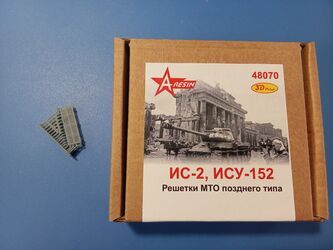 A-RESIN
48070
3D Print
ИС-2, ИСУ-152
Решетки МТО позднего типа